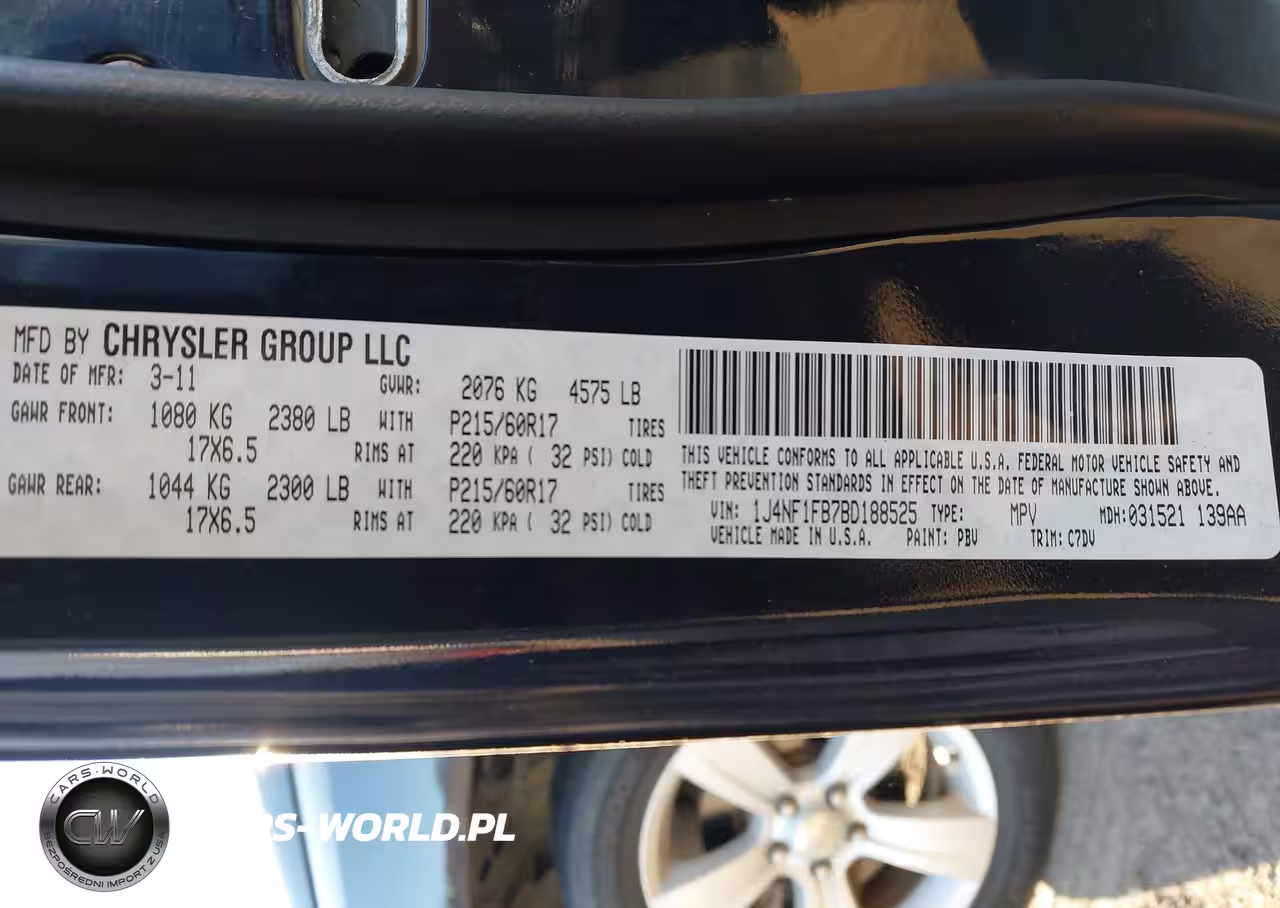 MFD BY CHRYSLER GROUP LLC
DATE OF MFR: 3-11 GVWR: 2076 KG 4575 LB
GAWR FRONT: 1080 KG 2380 LB WITH P215/60R17 TIRES
17X6.5 RIMS AT 220 KPA ( 32 PSI) COLD
GAWR REAR: 1044 KG 2300 LB WITH P215/60R17 TIRES
17X6.5 RIMS AT 220 KPA ( 32 PSI) COLD
THIS VEHICLE CONFORMS TO ALL APPLICABLE U.S.A. FEDERAL MOTOR VEHICLE SAFETY AND
THEFT PREVENTION STANDARDS IN EFFECT ON THE DATE OF MANUFACTURE SHOWN ABOVE.
VIN: 1J4NF1FB7BD188525 TYPE: MPV MDH:031521 139AA
VEHICLE MADE IN U.S.A. PAINT: PBV TRIM: C7DV
CARS-WORLD
CW
BEZPOŚREDNI IMPORT Z USA
RS-WORLD.PL